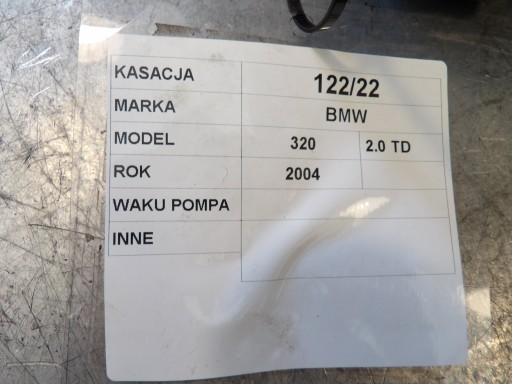 KASACJA 122/22
MARKA BMW
MODEL 320 2.0 TD
ROK 2004
WAKU POMPA
INNE